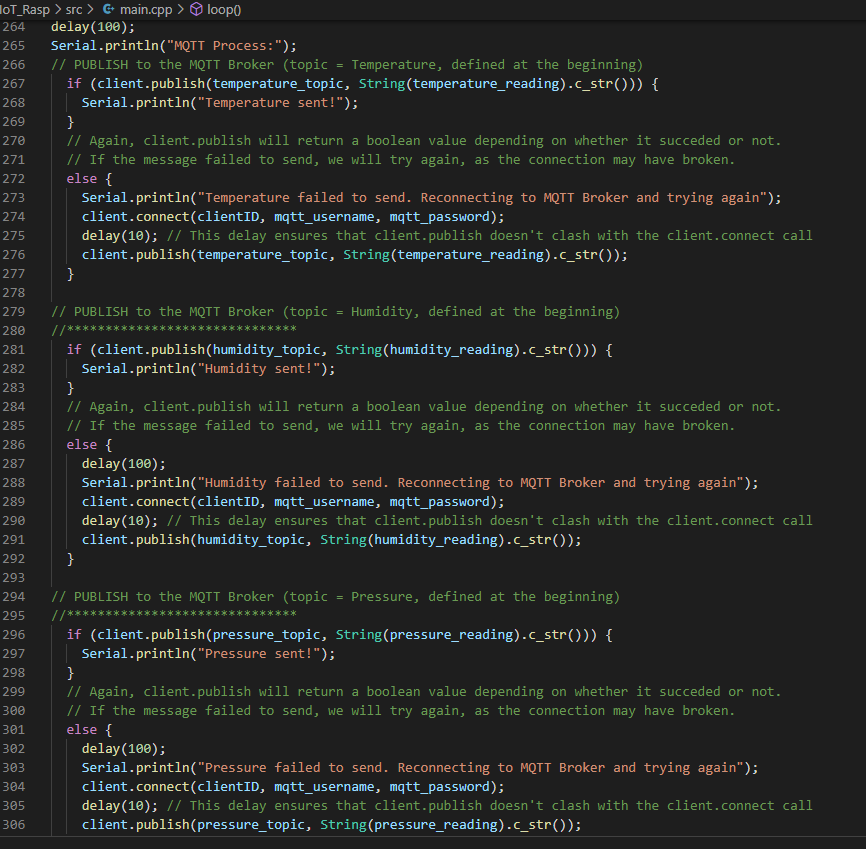 IoT_Rasp > src > main.cpp > loop()
264 delay(100);
265 Serial.println("MQTT Process:");
266 // PUBLISH to the MQTT Broker (topic = Temperature, defined at the beginning)
267 if (client.publish(temperature_topic, String(temperature_reading).c_str())) {
268 Serial.println("Temperature sent!");
269 }
270 // Again, client.publish will return a boolean value depending on whether it succeded or not.
271 // If the message failed to send, we will try again, as the connection may have broken.
272 else {
273 Serial.println("Temperature failed to send. Reconnecting to MQTT Broker and trying again");
274 client.connect(clientID, mqtt_username, mqtt_password);
275 delay(10); // This delay ensures that client.publish doesn't clash with the client.connect call
276 client.publish(temperature_topic, String(temperature_reading).c_str());
277 }
278
279 // PUBLISH to the MQTT Broker (topic = Humidity, defined at the beginning)
280 //******************************
281 if (client.publish(humidity_topic, String(humidity_reading).c_str())) {
282 Serial.println("Humidity sent!");
283 }
284 // Again, client.publish will return a boolean value depending on whether it succeded or not.
285 // If the message failed to send, we will try again, as the connection may have broken.
286 else {
287 delay(100);
288 Serial.println("Humidity failed to send. Reconnecting to MQTT Broker and trying again");
289 client.connect(clientID, mqtt_username, mqtt_password);
290 delay(10); // This delay ensures that client.publish doesn't clash with the client.connect call
291 client.publish(humidity_topic, String(humidity_reading).c_str());
292 }
293
294 // PUBLISH to the MQTT Broker (topic = Pressure, defined at the beginning)
295 //******************************
296 if (client.publish(pressure_topic, String(pressure_reading).c_str())) {
297 Serial.println("Pressure sent!");
298 }
299 // Again, client.publish will return a boolean value depending on whether it succeded or not.
300 // If the message failed to send, we will try again, as the connection may have broken.
301 else {
302 delay(100);
303 Serial.println("Pressure failed to send. Reconnecting to MQTT Broker and trying again");
304 client.connect(clientID, mqtt_username, mqtt_password);
305 delay(10); // This delay ensures that client.publish doesn't clash with the client.connect call
306 client.publish(pressure_topic, String(pressure_reading).c_str());